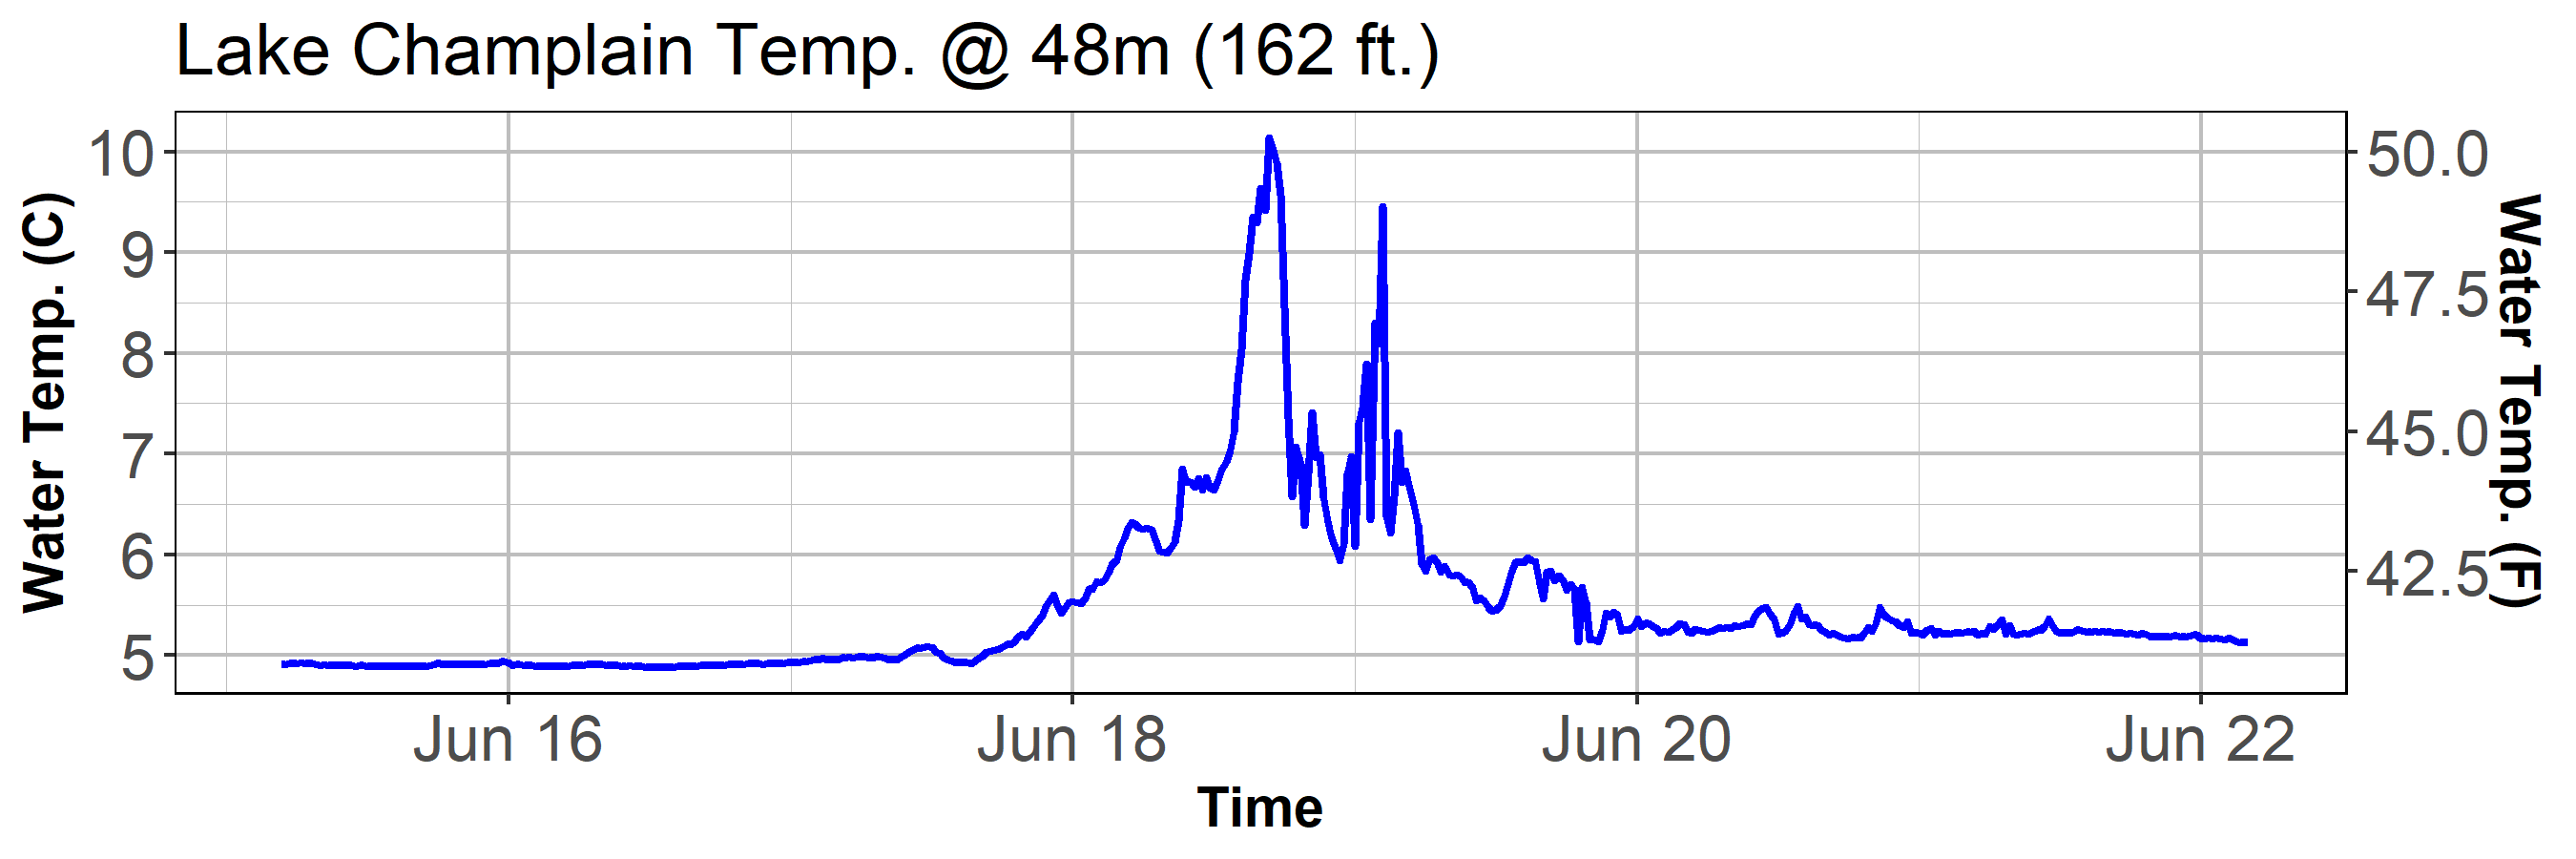 Lake Champlain Temp. @ 48m (162 ft.)
Water Temp. (C)
10
9
8
7
6
5
50.0
47.5
45.0
42.5
Water Temp. (F)
Jun 16 Jun 18 Jun 20 Jun 22
Time